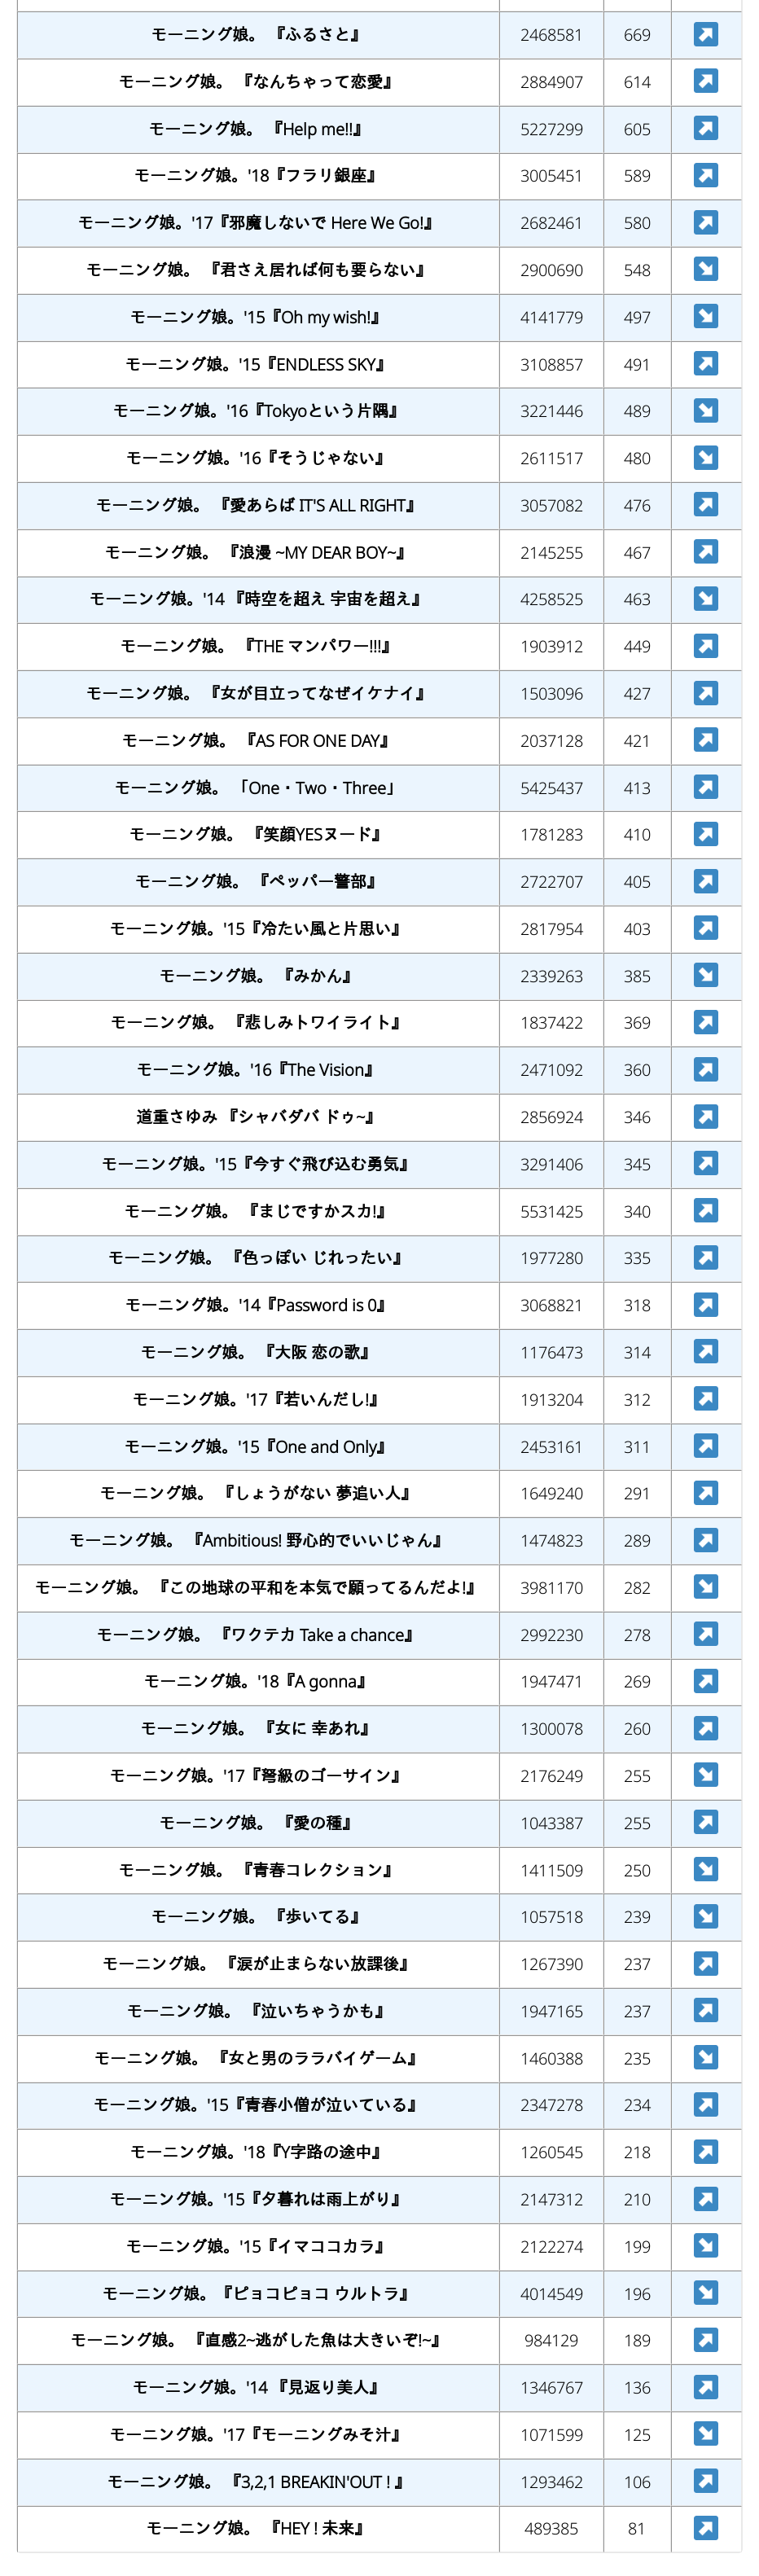 モーニング娘。 『ふるさと』 2468581 669 ↗
モーニング娘。 『なんちゃって恋愛』 2884907 614 ↗
モーニング娘。 『Help me!!』 5227299 605 ↗
モーニング娘。'18『フラリ銀座』 3005451 589 ↗
モーニング娘。'17『邪魔しないで Here We Go!』 2682461 580 ↗
モーニング娘。 『君さえ居れば何も要らない』 2900690 548 ↘
モーニング娘。'15『Oh my wish!』 4141779 497 ↘
モーニング娘。'15『ENDLESS SKY』 3108857 491 ↗
モーニング娘。'16『Tokyoという片隅』 3221446 489 ↘
モーニング娘。'16『そうじゃない』 2611517 480 ↘
モーニング娘。 『愛あらば IT'S ALL RIGHT』 3057082 476 ↗
モーニング娘。 『浪漫 ~MY DEAR BOY~』 2145255 467 ↗
モーニング娘。'14 『時空を超え 宇宙を超え』 4258525 463 ↘
モーニング娘。 『THE マンパワー!!!』 1903912 449 ↗
モーニング娘。 『女が目立ってなぜイケナイ』 1503096 427 ↗
モーニング娘。 『AS FOR ONE DAY』 2037128 421 ↗
モーニング娘。 「One・Two・Three」 5425437 413 ↗
モーニング娘。 『笑顔YESヌード』 1781283 410 ↗
モーニング娘。 『ペッパー警部』 2722707 405 ↗
モーニング娘。'15『冷たい風と片思い』 2817954 403 ↗
モーニング娘。 『みかん』 2339263 385 ↘
モーニング娘。 『悲しみトワイライト』 1837422 369 ↗
モーニング娘。'16『The Vision』 2471092 360 ↗
道重さゆみ 『シャバダバ ドゥ~』 2856924 346 ↗
モーニング娘。'15『今すぐ飛び込む勇気』 3291406 345 ↗
モーニング娘。 『まじですかスカ!』 5531425 340 ↗
モーニング娘。 『色っぽい じれったい』 1977280 335 ↗
モーニング娘。'14『Password is 0』 3068821 318 ↗
モーニング娘。 『大阪 恋の歌』 1176473 314 ↗
モーニング娘。'17『若いんだし!』 1913204 312 ↗
モーニング娘。'15『One and Only』 2453161 311 ↗
モーニング娘。 『しょうがない 夢追い人』 1649240 291 ↗
モーニング娘。 『Ambitious! 野心的でいいじゃん』 1474823 289 ↗
モーニング娘。 『この地球の平和を本気で願ってるんだよ!』 3981170 282 ↘
モーニング娘。 『ワクテカ Take a chance』 2992230 278 ↗
モーニング娘。'18『A gonna』 1947471 269 ↗
モーニング娘。 『女に 幸あれ』 1300078 260 ↗
モーニング娘。'17『弩級のゴーサイン』 2176249 255 ↘
モーニング娘。 『愛の種』 1043387 255 ↗
モーニング娘。 『青春コレクション』 1411509 250 ↘
モーニング娘。 『歩いてる』 1057518 239 ↘
モーニング娘。 『涙が止まらない放課後』 1267390 237 ↗
モーニング娘。 『泣いちゃうかも』 1947165 237 ↗
モーニング娘。 『女と男のララバイゲーム』 1460388 235 ↘
モーニング娘。'15『青春小僧が泣いている』 2347278 234 ↗
モーニング娘。'18『Y字路の途中』 1260545 218 ↗
モーニング娘。'15『夕暮れは雨上がり』 2147312 210 ↗
モーニング娘。'15『イマココカラ』 2122274 199 ↘
モーニング娘。『ピョコピョコ ウルトラ』 4014549 196 ↘
モーニング娘。 『直感2~逃がした魚は大きいぞ!~』 984129 189 ↗
モーニング娘。'14 『見返り美人』 1346767 136 ↗
モーニング娘。'17『モーニングみそ汁』 1071599 125 ↘
モーニング娘。 『3,2,1 BREAKIN'OUT ! 』 1293462 106 ↗
モーニング娘。 『HEY ! 未来』 489385 81 ↗